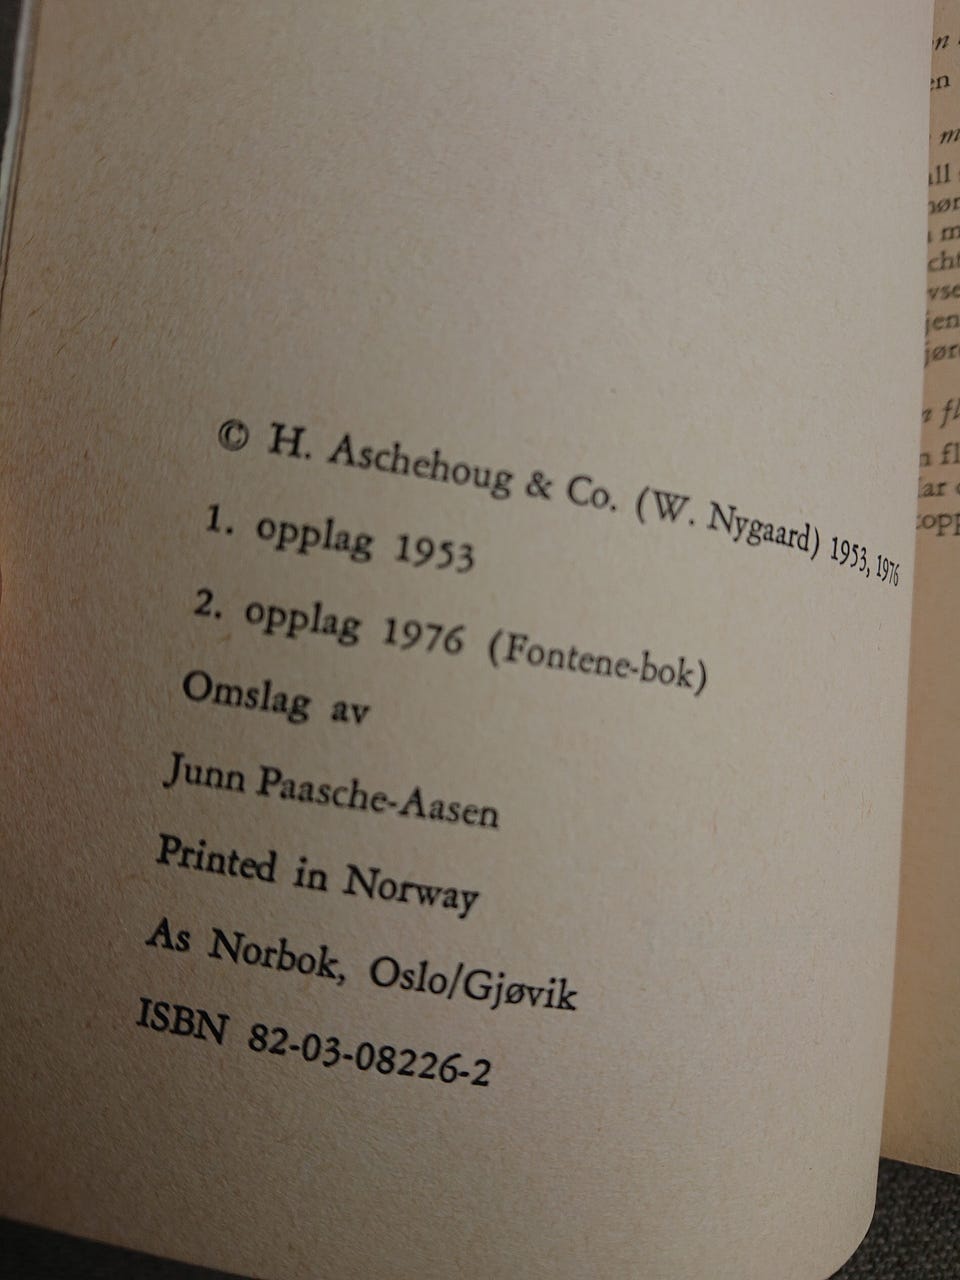 © H. Aschehoug & Co. (W. Nygaard) 1953, 1976
1. opplag 1953
2. opplag 1976 (Fontene-bok)
Omslag av
Junn Paasche-Aasen
Printed in Norway
As Norbok, Oslo/Gjøvik
ISBN 82-03-08226-2